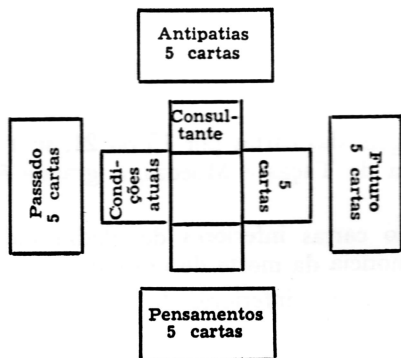 Antipatias
5 cartas
Consul-
tante
Passado
5 cartas
Condi-
ções
atuais
5
cartas
Futuro
5
cartas
Pensamentos
5 cartas